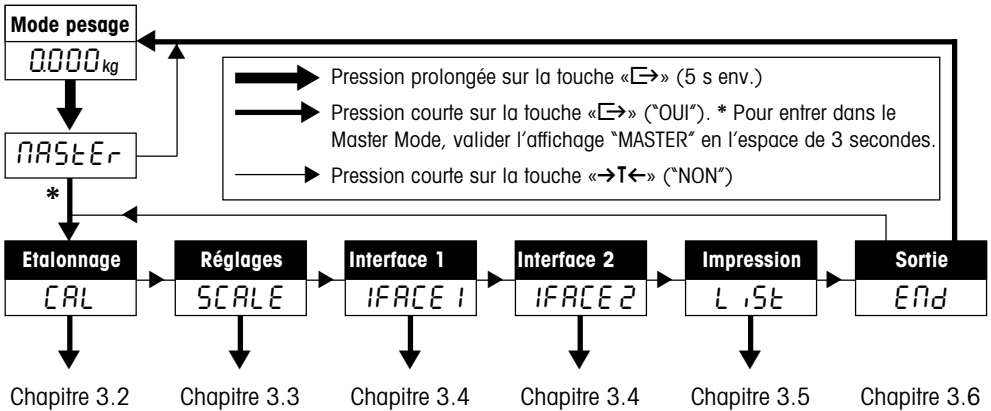 Mode pesage
0.000 kg
Pression prolongée sur la touche «» (5 s env.)
Pression courte sur la touche «» ("OUI"). * Pour entrer dans le
Master Mode, valider l'affichage "MASTER" en l'espace de 3 secondes.
Pression courte sur la touche «→T←» ("NON")
MAStEr
*
Etalonnage
Réglages
Interface 1
Interface 2
Impression
Sortie
CAL
SCALE
IFACE 1
IFACE 2
LiSt
END
Chapitre 3.2
Chapitre 3.3
Chapitre 3.4
Chapitre 3.4
Chapitre 3.5
Chapitre 3.6